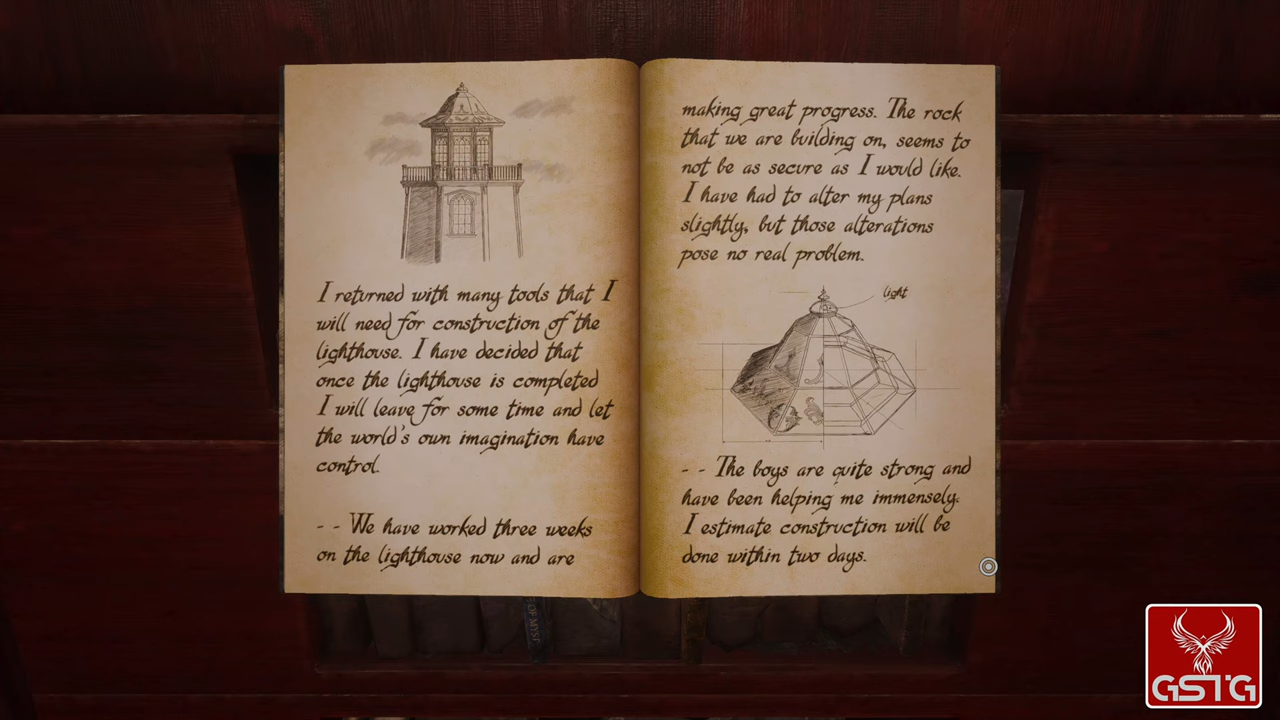 I returned with many tools that I
will need for construction of the
lighthouse. I have decided that
once the lighthouse is completed
I will leave for some time and let
the world's own imagination have
control.
- - We have worked three weeks
on the lighthouse now and are
making great progress. The rock
that we are building on, seems to
not be as secure as I would like.
I have had to alter my plans
slightly, but those alterations
pose no real problem.
light
- - The boys are quite strong and
have been helping me immensely.
I estimate construction will be
done within two days.
OF MYST
GSTG